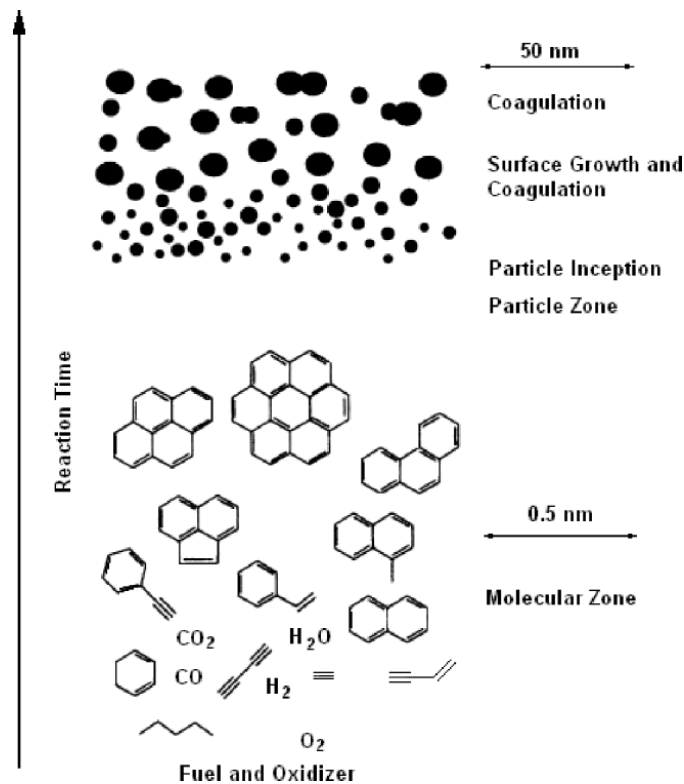 50 nm
Coagulation
Surface Growth and
Coagulation
Particle Inception
Particle Zone
Reaction Time
0.5 nm
Molecular Zone
CO₂
H₂O
CO
H₂
O₂
Fuel and Oxidizer